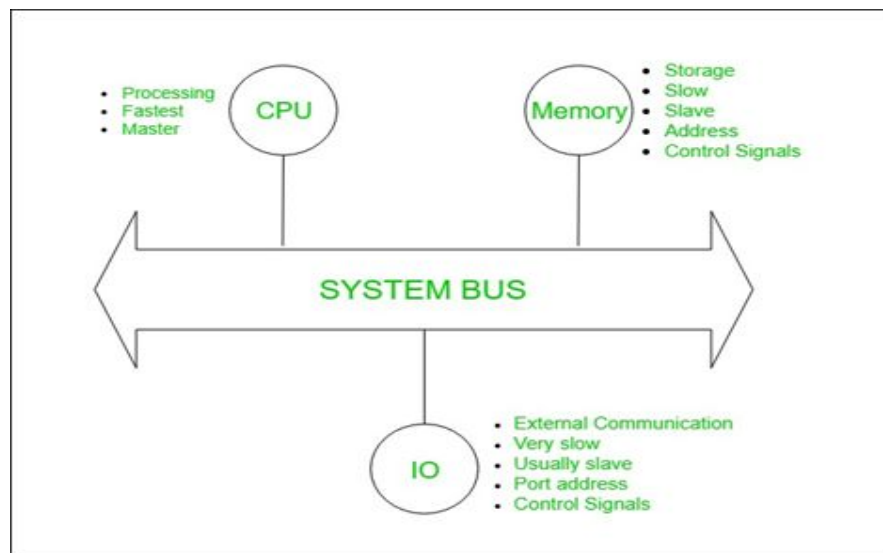 Processing
Fastest
Master
CPU
Memory
Storage
Slow
Slave
Address
Control Signals
SYSTEM BUS
IO
External Communication
Very slow
Usually slave
Port address
Control Signals